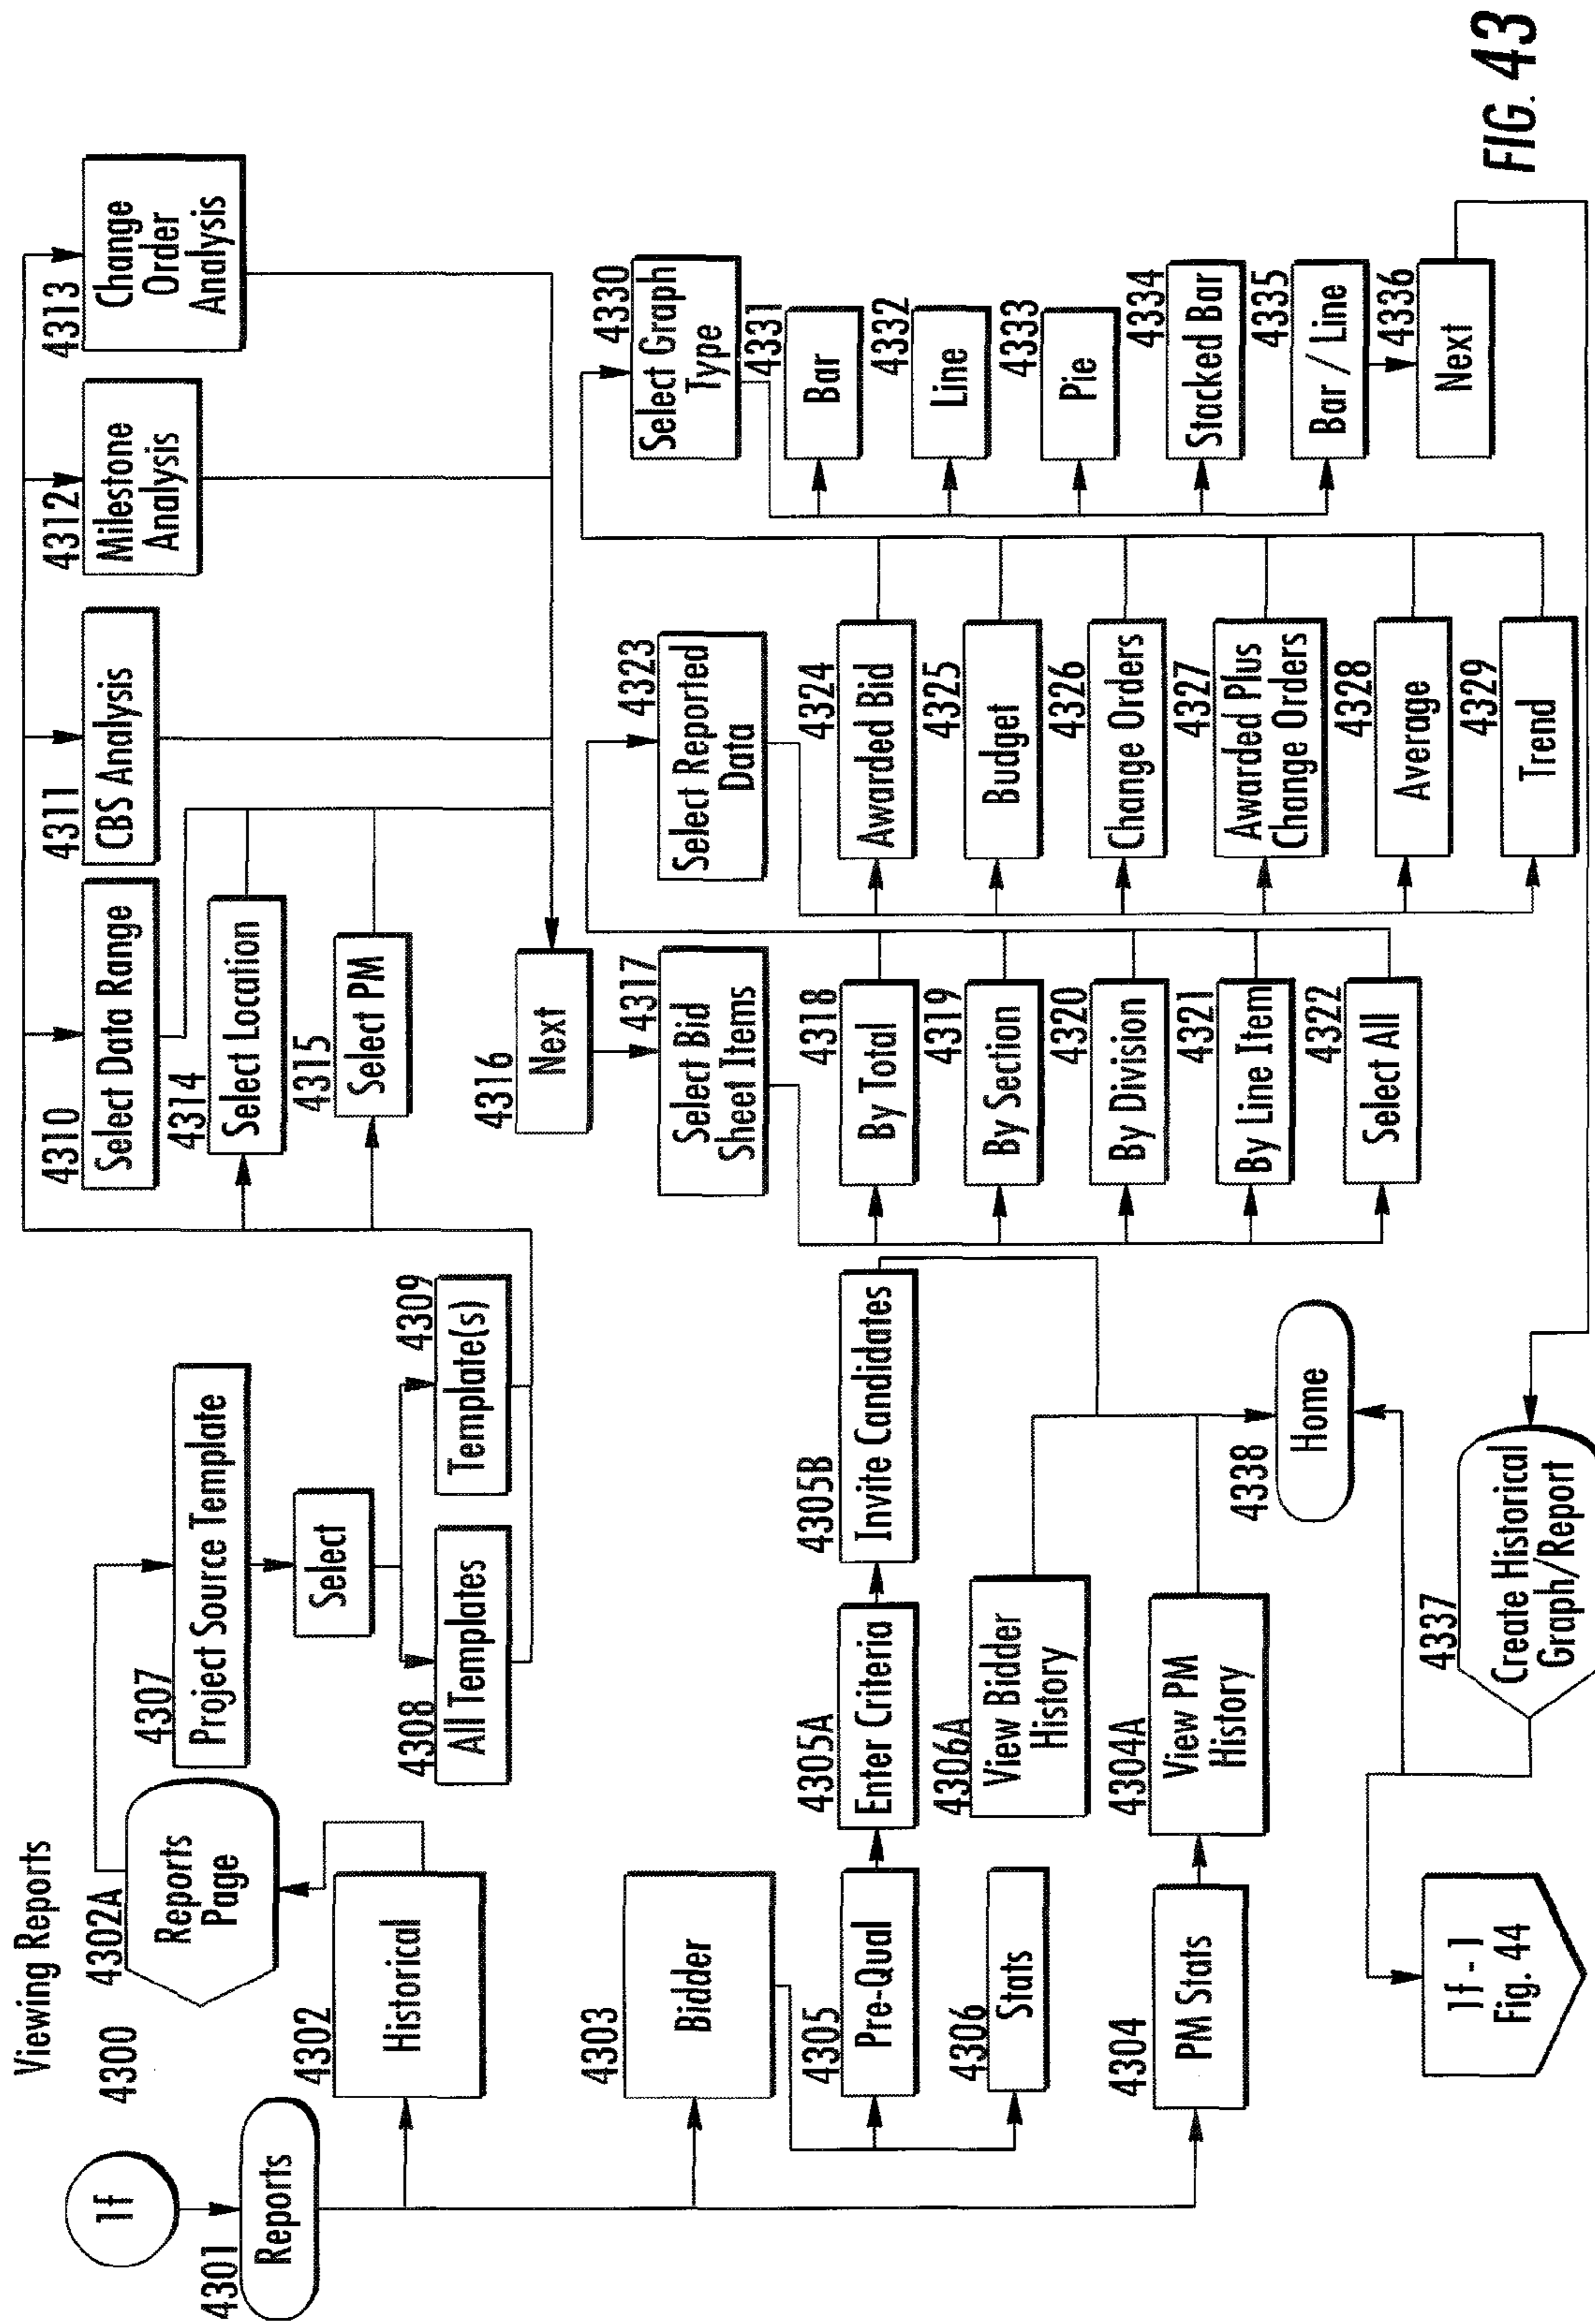 Viewing Reports
4300
1f
4301
Reports
4302
Historical
4302A
Reports
Page
4303
Bidder
4305
Pre-Qual
4306
Stats
4304
PM Stats
4305A
Enter Criteria
4305B
Invite Candidates
4306A
View Bidder
History
4304A
View PM
History
4307
Project Source Template
Select
4308
All Templates
4309
Template(s)
4310
Select Data Range
4311
CBS Analysis
4312
Milestone
Analysis
4313
Change
Order
Analysis
4314
Select Location
4315
Select PM
4316
Next
4317
Select Bid
Sheet Items
4318
By Total
4319
By Section
4320
By Division
4321
By Line Item
4322
Select All
4323
Select Reported
Data
4324
Awarded Bid
4325
Budget
4326
Change Orders
4327
Awarded Plus
Change Orders
4328
Average
4329
Trend
4330
Select Graph
Type
4331
Bar
4332
Line
4333
Pie
4334
Stacked Bar
4335
Bar / Line
4336
Next
4337
Create Historical
Graph/Report
4338
Home
1f - 1
Fig. 44
FIG. 43